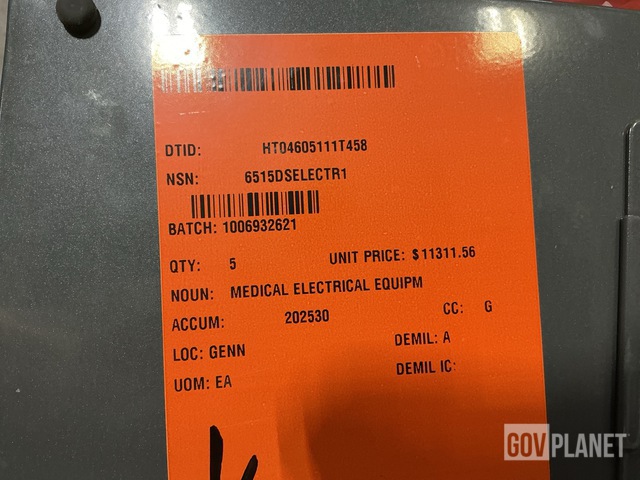 DTID: HT04605111T458
NSN: 6515DSELECTR1
BATCH: 1006932621
QTY: 5 UNIT PRICE: $11311.56
NOUN: MEDICAL ELECTRICAL EQUIPM
ACCUM: 202530 CC: G
LOC: GENN DEMIL: A
UOM: EA DEMIL IC:
GOVPLANET